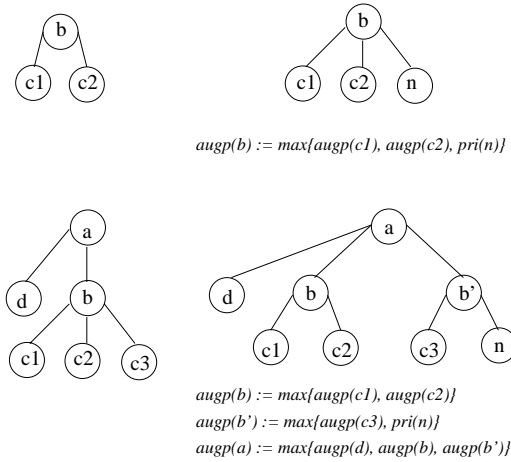 b
b
c1 c2
c1 c2 n
augp(b) := max{augp(c1), augp(c2), pri(n)}
a
a
d b
d b b’
c1 c2 c3
c1 c2 c3 n
augp(b) := max{augp(c1), augp(c2)}
augp(b’) := max{augp(c3), pri(n)}
augp(a) := max{augp(d), augp(b), augp(b’)}